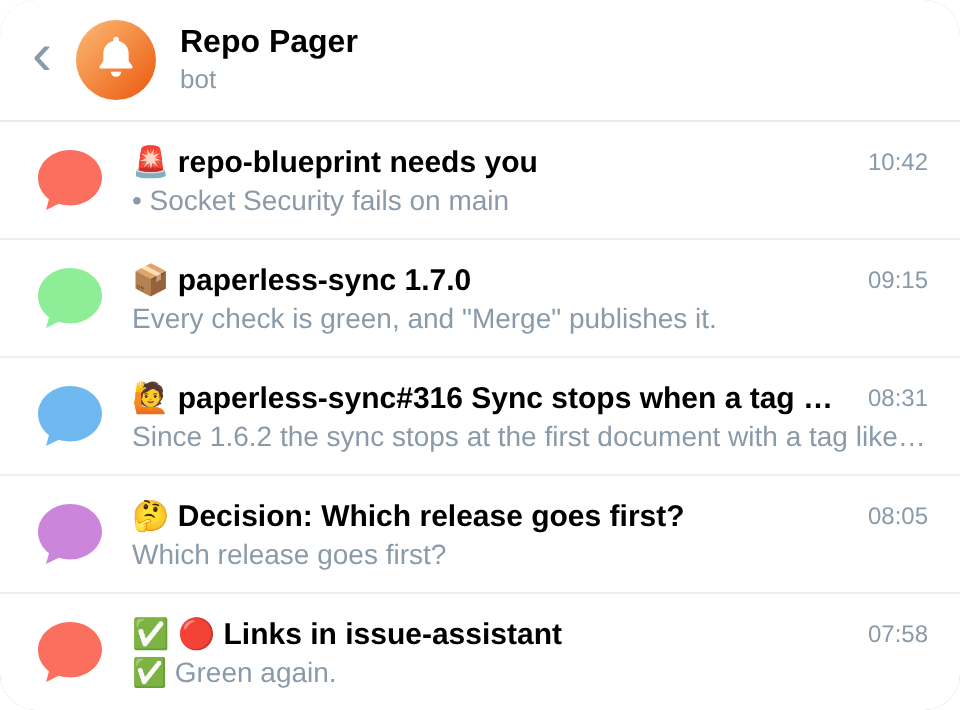 Repo Pager
bot
🚨 repo-blueprint needs you
10:42
• Socket Security fails on main
📦 paperless-sync 1.7.0
09:15
Every check is green, and "Merge" publishes it.
🙋 paperless-sync#316 Sync stops when a tag …
08:31
Since 1.6.2 the sync stops at the first document with a tag like…
🤔 Decision: Which release goes first?
08:05
Which release goes first?
✅ 🔴 Links in issue-assistant
07:58
✅ Green again.